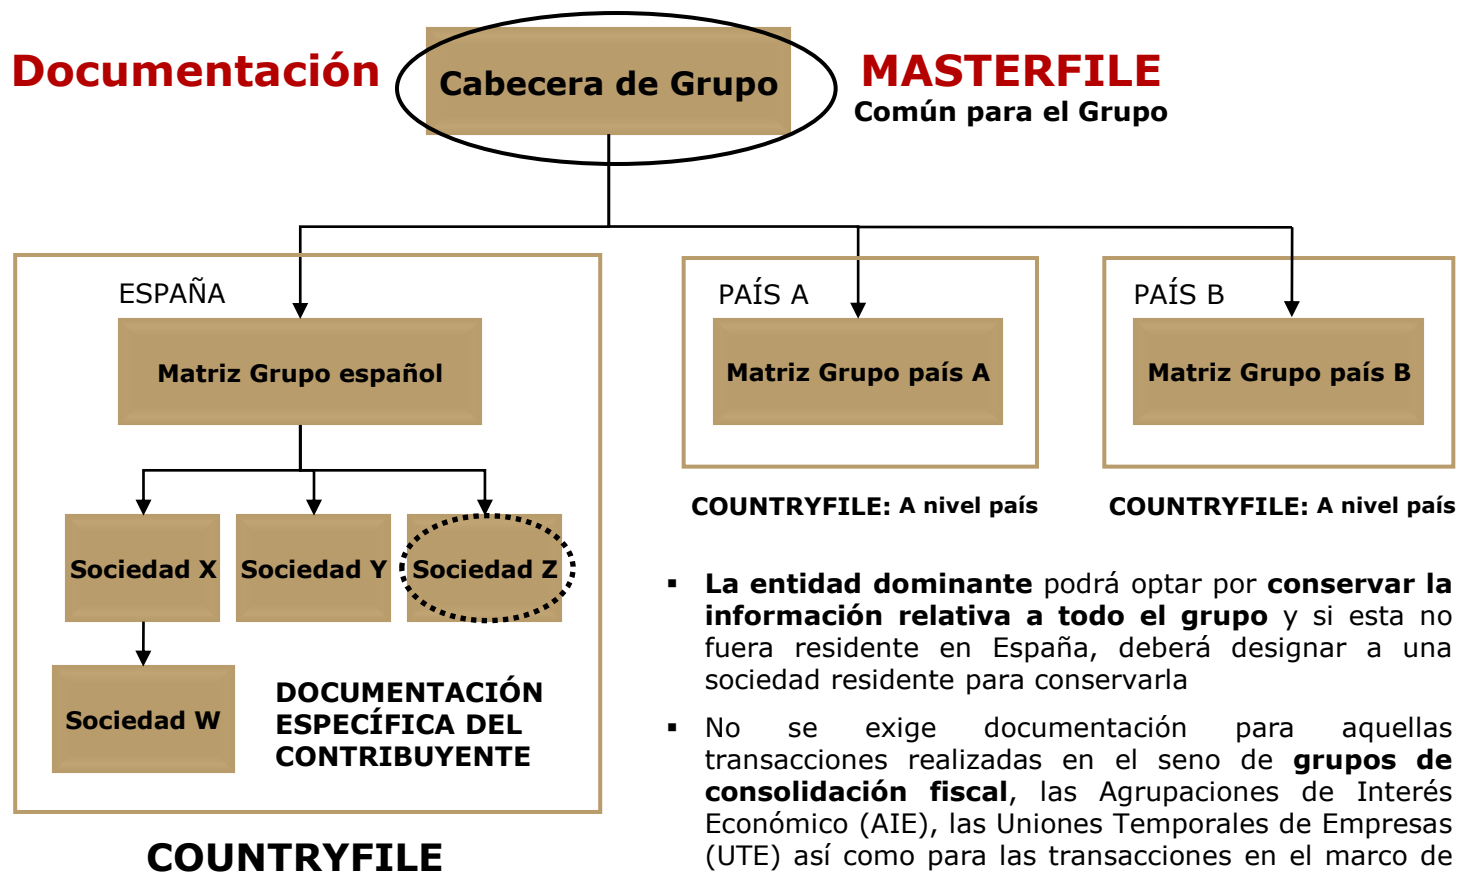 Documentación
Cabecera de Grupo
MASTERFILE
Común para el Grupo
ESPAÑA
Matriz Grupo español
Sociedad X
Sociedad Y
Sociedad Z
Sociedad W
DOCUMENTACIÓN
ESPECÍFICA DEL
CONTRIBUYENTE
COUNTRYFILE
PAÍS A
Matriz Grupo país A
COUNTRYFILE: A nivel país
PAÍS B
Matriz Grupo país B
COUNTRYFILE: A nivel país
▪ La entidad dominante podrá optar por conservar la
información relativa a todo el grupo y si esta no
fuera residente en España, deberá designar a una
sociedad residente para conservarla
▪ No se exige documentación para aquellas
transacciones realizadas en el seno de grupos de
consolidación fiscal, las Agrupaciones de Interés
Económico (AIE), las Uniones Temporales de Empresas
(UTE) así como para las transacciones en el marco de